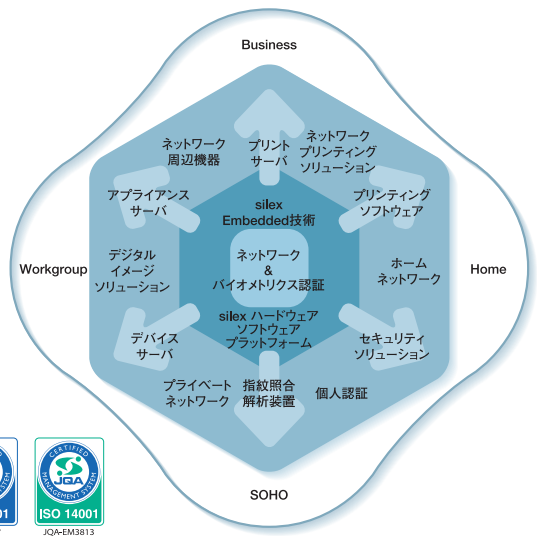 Business
ネットワーク
周辺機器
プリント
サーバ
ネットワーク
プリンティング
ソリューション
アプライアンス
サーバ
silex
Embedded技術
プリンティング
ソフトウェア
Workgroup
デジタル
イメージ
ソリューション
ネットワーク
&
バイオメトリクス認証
ホーム
ネットワーク
Home
デバイス
サーバ
silex ハードウェア
ソフトウェア
プラットフォーム
セキュリティ
ソリューション
プライベート
ネットワーク
指紋照合
解析装置
個人認証
SOHO
CERTIFIED
JQA
MANAGEMENT SYSTEM
ISO 14001
JQA-EM3813